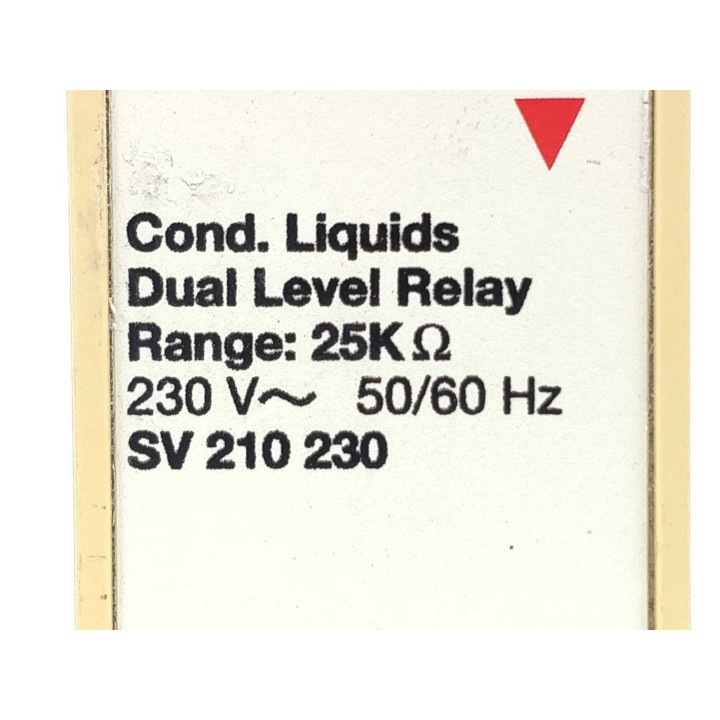 Cond. Liquids
Dual Level Relay
Range: 25K Ω
230 V~ 50/60 Hz
SV 210 230